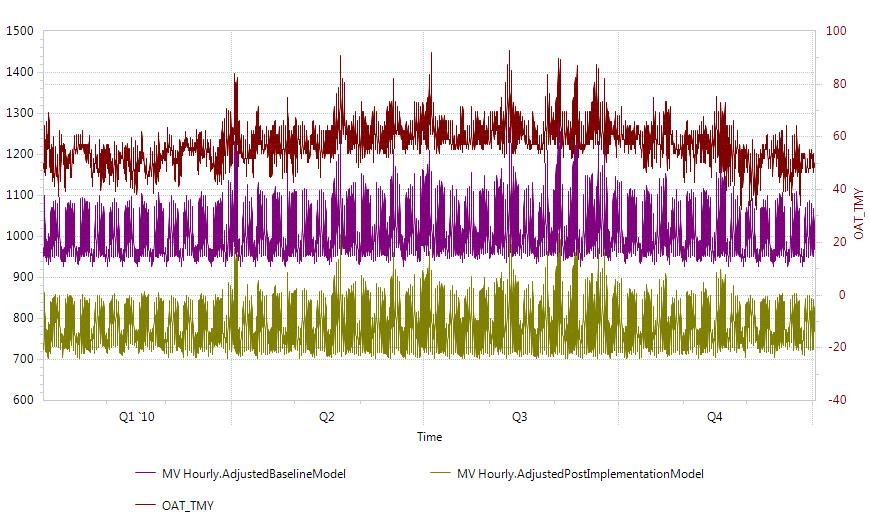 1500
1400
1300
1200
1100
1000
900
800
700
600
100
80
60
40
20
0
-20
-40
OAT_TMY
Q1 `10
Q2
Q3
Q4
Time
MV Hourly.AdjustedBaselineModel
MV Hourly.AdjustedPostImplementationModel
OAT_TMY